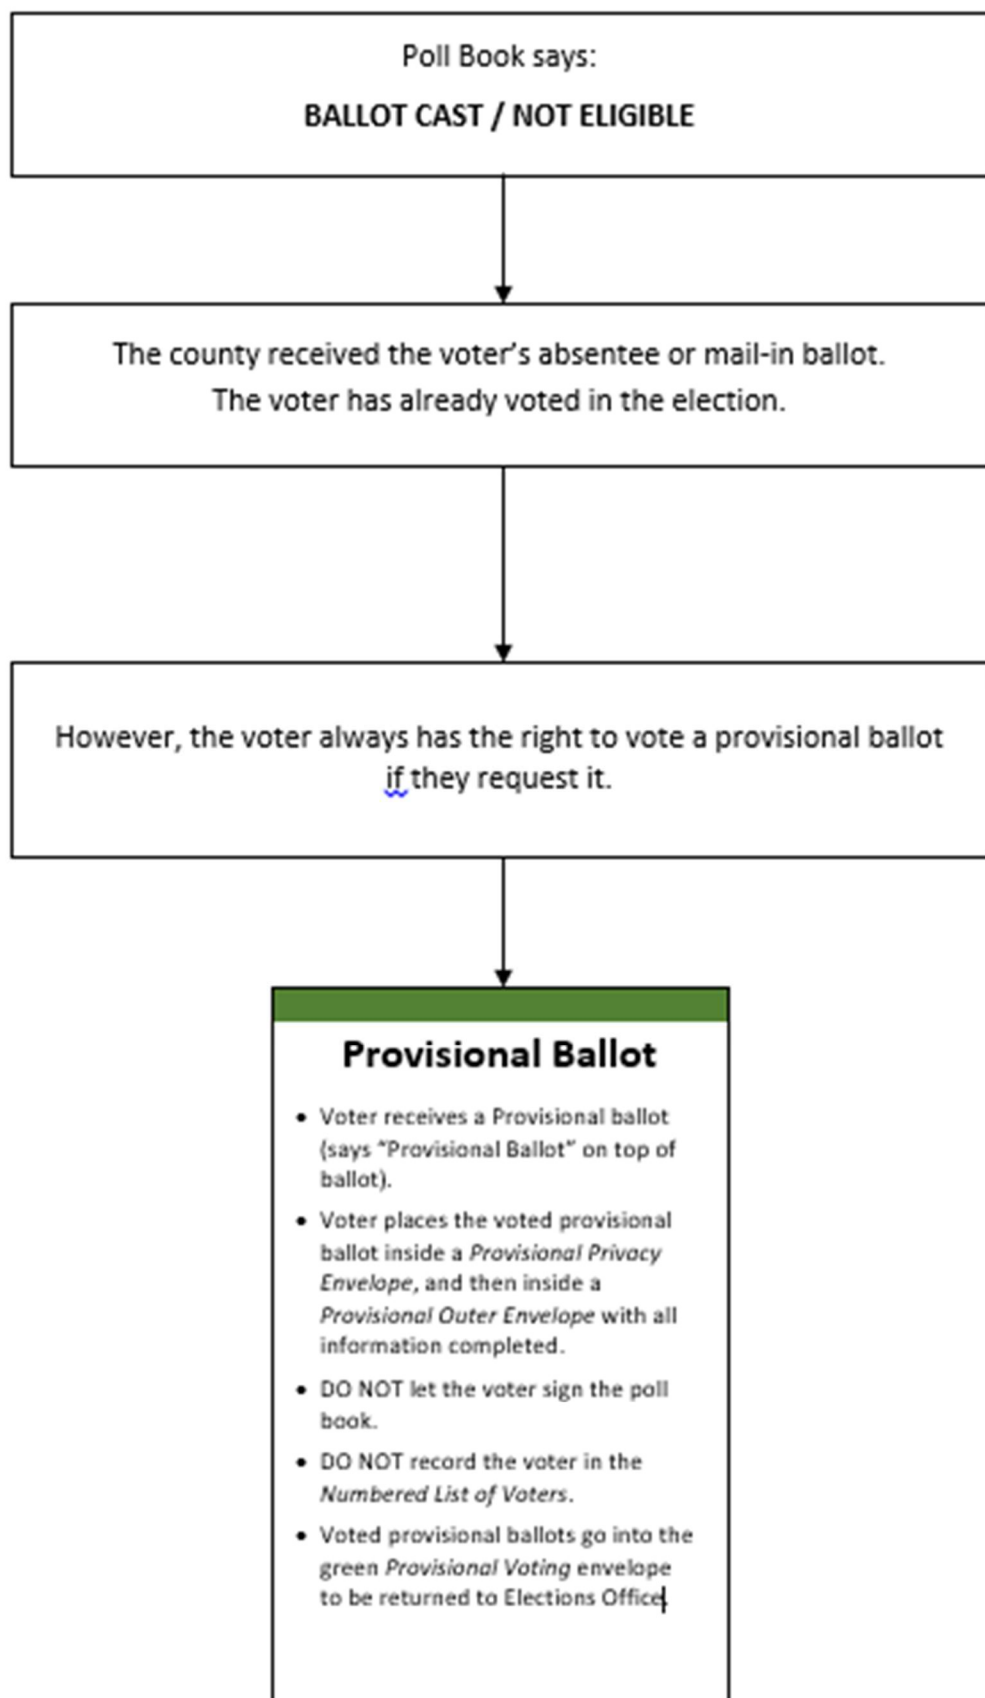 Poll Book says:
BALLOT CAST / NOT ELIGIBLE
The county received the voter's absentee or mail-in ballot.
The voter has already voted in the election.
However, the voter always has the right to vote a provisional ballot
if they request it.
Provisional Ballot
• Voter receives a Provisional ballot
(says “Provisional Ballot” on top of
ballot).
• Voter places the voted provisional
ballot inside a Provisional Privacy
Envelope, and then inside a
Provisional Outer Envelope with all
information completed.
• DO NOT let the voter sign the poll
book.
• DO NOT record the voter in the
Numbered List of Voters.
• Voted provisional ballots go into the
green Provisional Voting envelope
to be returned to Elections Office.